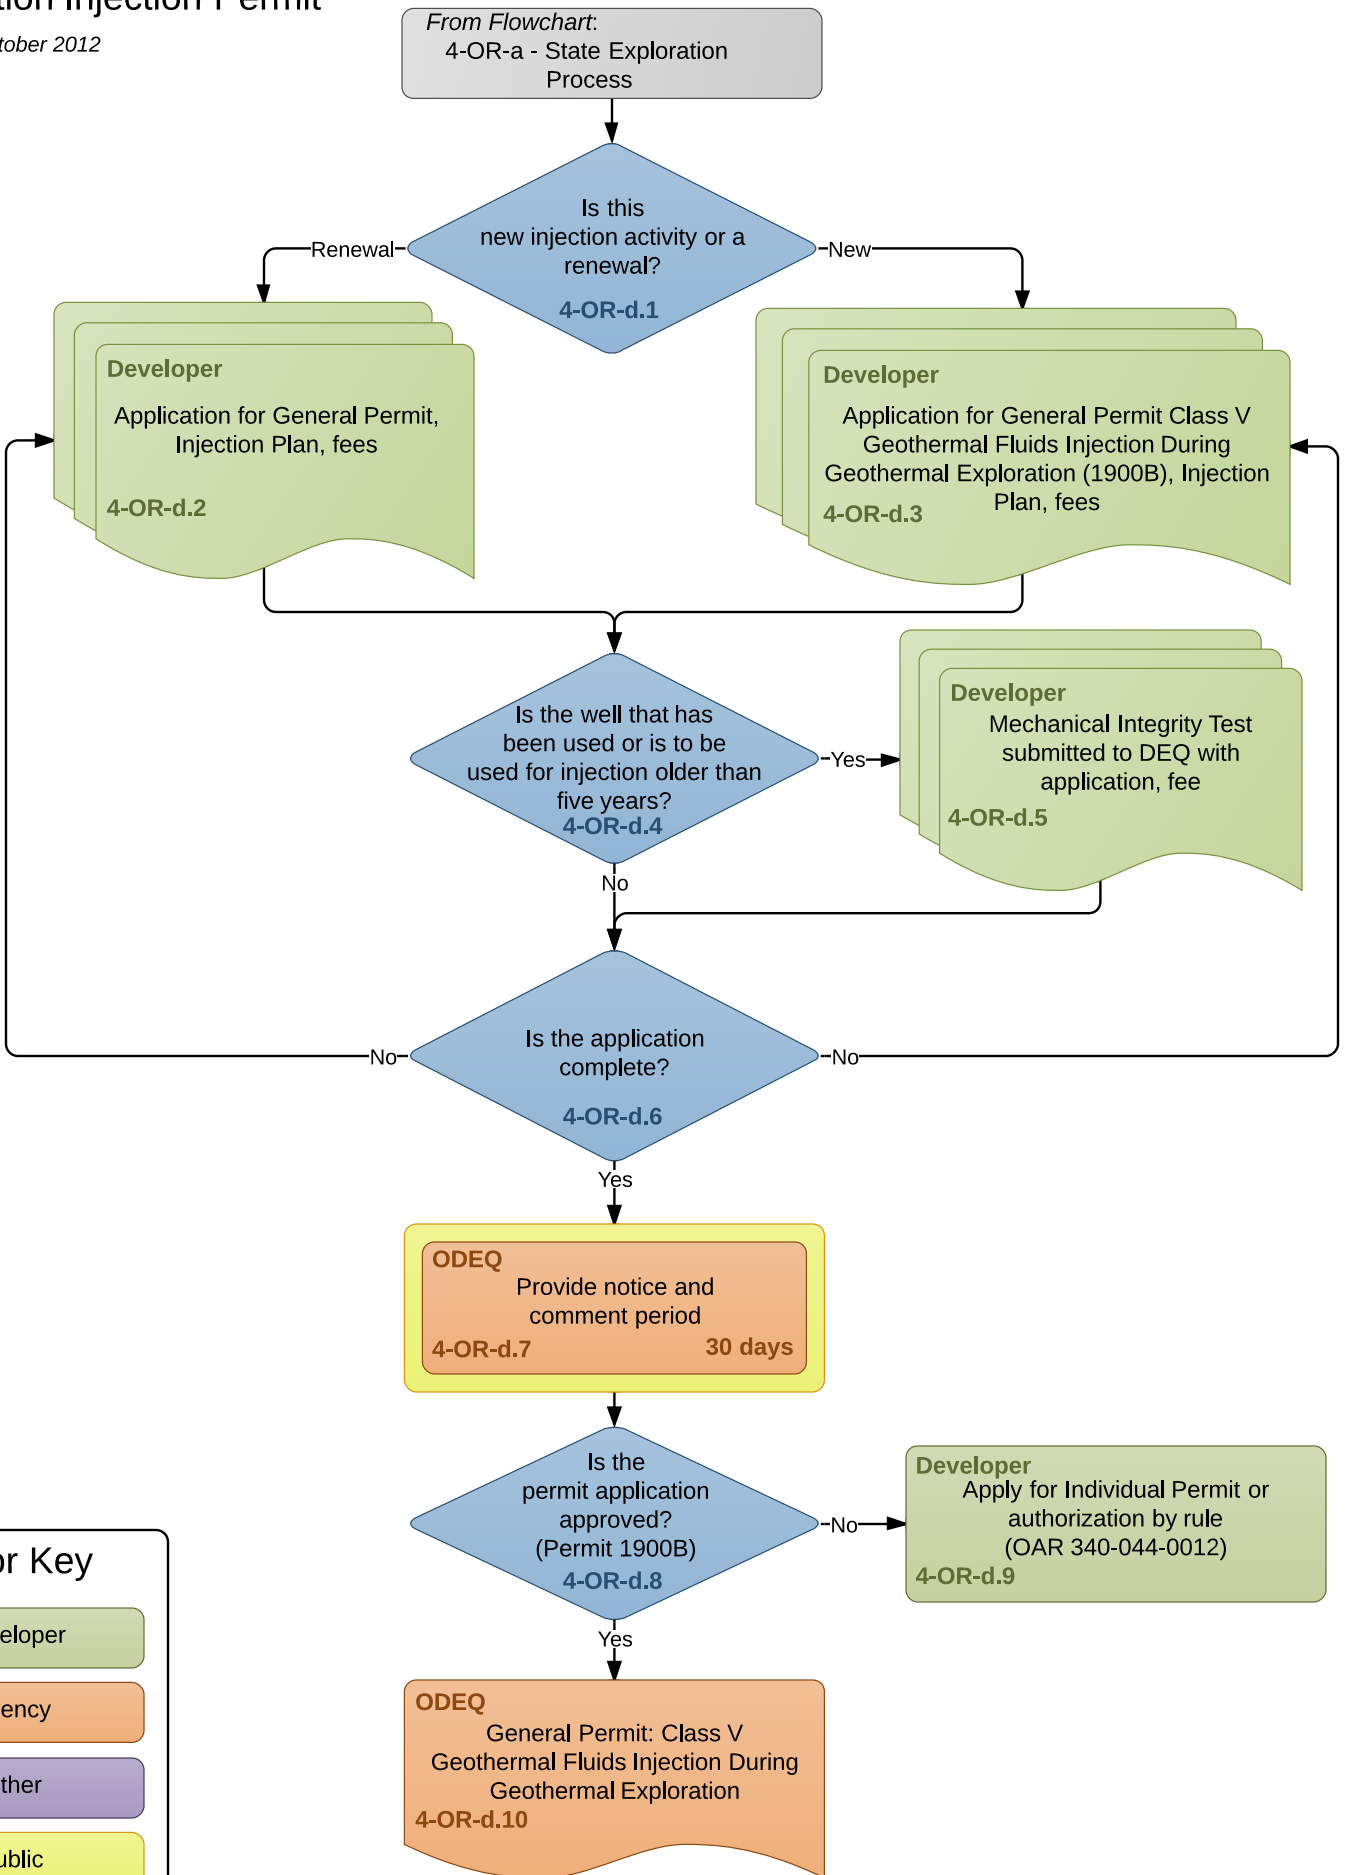 Injection Permit
2012
From Flowchart:
4-OR-a - State Exploration
Process
Is this
new injection activity or a
renewal?
4-OR-d.1
Renewal
New
Developer
Application for General Permit,
Injection Plan, fees
4-OR-d.2
Developer
Application for General Permit Class V
Geothermal Fluids Injection During
Geothermal Exploration (1900B), Injection
Plan, fees
4-OR-d.3
Is the well that has
been used or is to be
used for injection older than
five years?
4-OR-d.4
Yes
No
Developer
Mechanical Integrity Test
submitted to DEQ with
application, fee
4-OR-d.5
Is the application
complete?
4-OR-d.6
No
No
Yes
ODEQ
Provide notice and
comment period
4-OR-d.7
30 days
Is the
permit application
approved?
(Permit 1900B)
4-OR-d.8
No
Yes
Developer
Apply for Individual Permit or
authorization by rule
(OAR 340-044-0012)
4-OR-d.9
ODEQ
General Permit: Class V
Geothermal Fluids Injection During
Geothermal Exploration
4-OR-d.10
Key